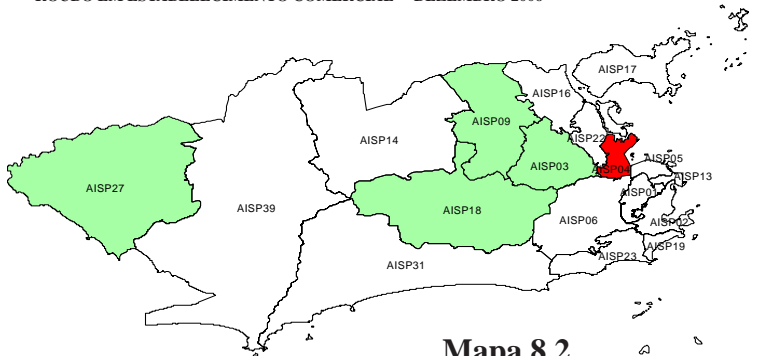 ROUBO EM ESTABELECIMENTO COMERCIAL – DEZEMBRO
AISP17
AISP16
AISP09
AISP14
AISP22
AISP03
AISP04
AISP05
AISP13
AISP27
AISP01
AISP39
AISP18
AISP06
AISP02
AISP19
AISP23
AISP31
Mapa 8.2